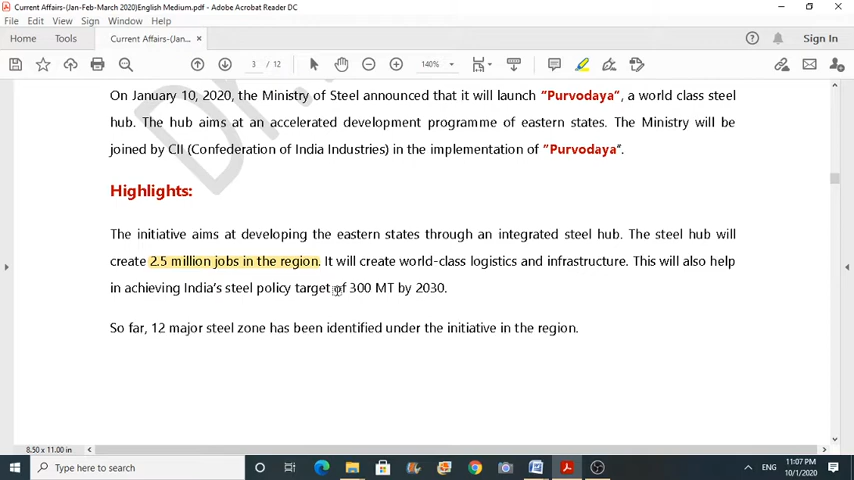 Current Affairs-(Jan-Feb-March 2020)English Medium.pdf - Adobe Acrobat Reader DC
File Edit View Sign Window Help
Home Tools Current Affairs-(Jan-... × Sign In
3 / 12 140%
On January 10, 2020, the Ministry of Steel announced that it will launch "Purvodaya", a world class steel
hub. The hub aims at an accelerated development programme of eastern states. The Ministry will be
joined by CII (Confederation of India Industries) in the implementation of "Purvodaya".
Highlights:
The initiative aims at developing the eastern states through an integrated steel hub. The steel hub will
create 2.5 million jobs in the region. It will create world-class logistics and infrastructure. This will also help
in achieving India's steel policy target of 300 MT by 2030.
So far, 12 major steel zone has been identified under the initiative in the region.
8.50 x 11.00 in
Type here to search
ENG
11:07 PM
10/1/2020